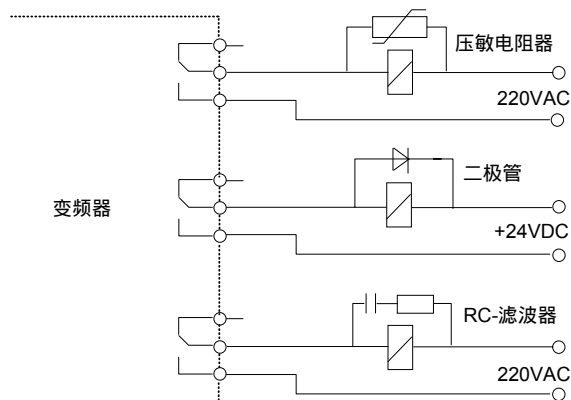 压敏电阻器
220VAC
二极管
变频器
+24VDC
RC-滤波器
220VAC